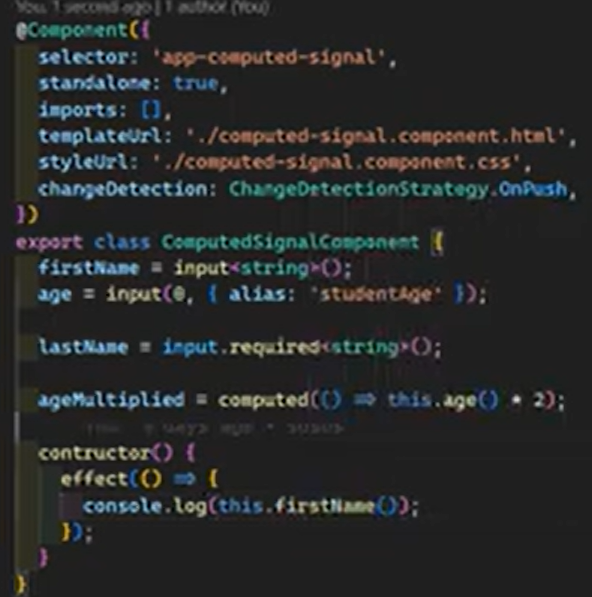 You, 1 second ago | 1 author (You)
@Component({
  selector: 'app-computed-signal',
  standalone: true,
  imports: [],
  templateUrl: './computed-signal.component.html',
  styleUrl: './computed-signal.component.css',
  changeDetection: ChangeDetectionStrategy.OnPush,
})
export class ComputedSignalComponent {
  firstName = input<string>();
  age = input(0, { alias: 'studentAge' });
  lastName = input.required<string>();
  ageMultiplied = computed(() => this.age() * 2);
  contructor() {
    effect(() => {
      console.log(this.firstName());
    });
  }
}